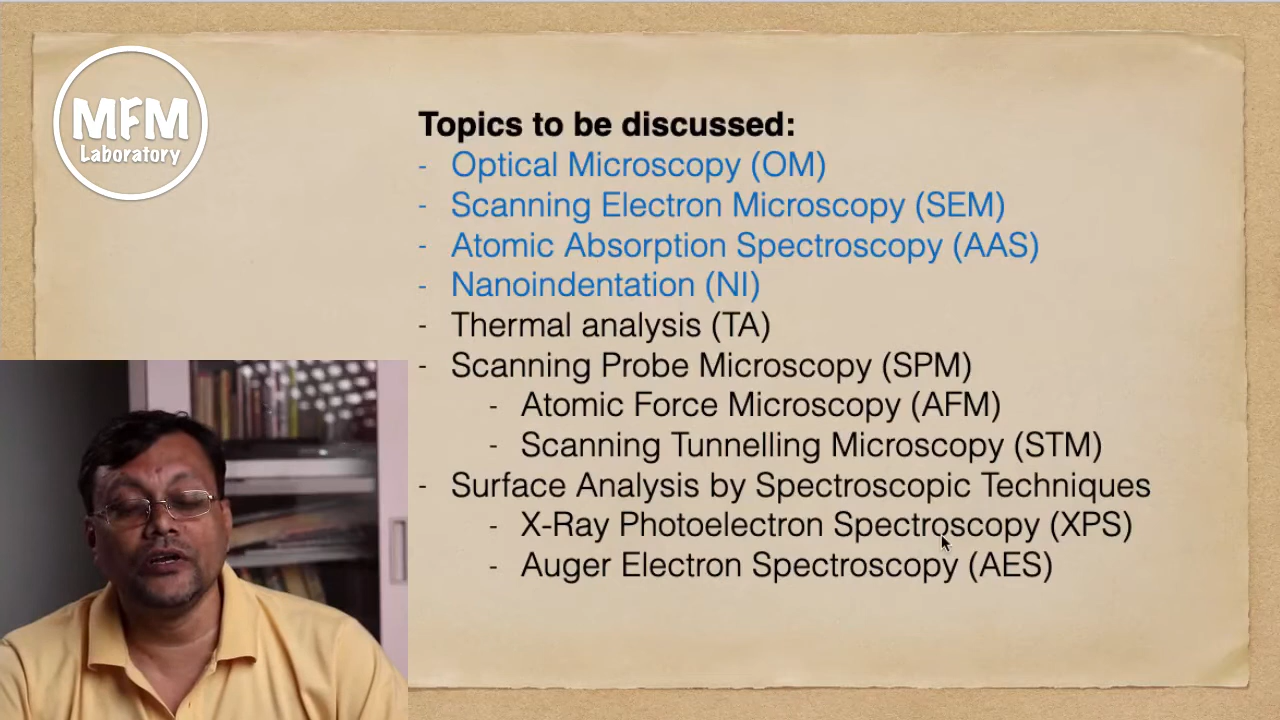 MFM
Laboratory
Topics to be discussed:
- Optical Microscopy (OM)
- Scanning Electron Microscopy (SEM)
- Atomic Absorption Spectroscopy (AAS)
- Nanoindentation (NI)
- Thermal analysis (TA)
- Scanning Probe Microscopy (SPM)
- Atomic Force Microscopy (AFM)
- Scanning Tunnelling Microscopy (STM)
- Surface Analysis by Spectroscopic Techniques
- X-Ray Photoelectron Spectroscopy (XPS)
- Auger Electron Spectroscopy (AES)